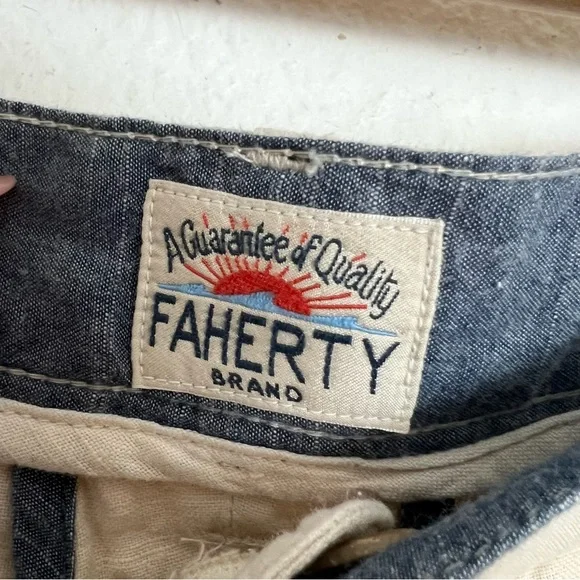 A Guarantee of Quality
FAHERTY
BRAND